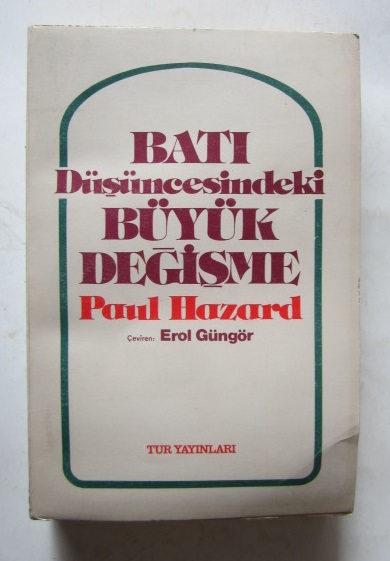 BATI
Düşüncesindeki
BÜYÜK
DEĞİŞME
Paul Hazard
Çeviren: Erol Güngör
TUR YAYINLARI